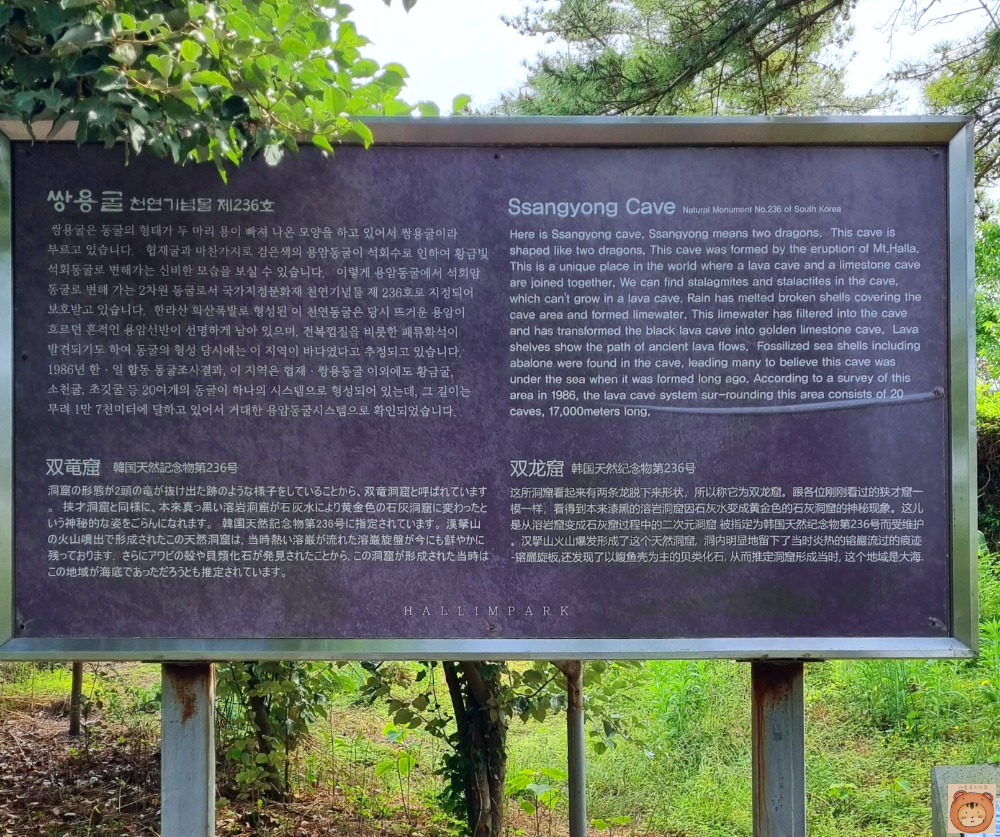 쌍용굴 천연기념물 제236호
쌍용굴은 동굴의 형태가 두 마리 용이 빠져 나온 모양을 하고 있어서 쌍용굴이라
부르고 있습니다. 협재굴과 마찬가지로 검은색의 용암동굴이 석회수로 인하여 황금빛
석회동굴로 변해가는 신비한 모습을 보실 수 있습니다. 이렇게 용암동굴에서 석회암
동굴로 변해 가는 2차원 동굴로서 국가지정문화재 천연기념물 제 236호로 지정되어
보호받고 있습니다. 한라산 화산폭발로 형성된 이 천연동굴은 당시 뜨거운 용암이
흐르던 흔적인 용암선반이 선명하게 남아 있으며, 전복껍질을 비롯한 패류화석이
발견되기도 하여 동굴의 형성 당시에는 이 지역이 바다였다고 추정되고 있습니다.
1986년 한·일 합동 동굴조사결과, 이 지역은 협재·쌍용동굴 이외에도 황금굴,
소천굴, 초깃굴 등 20여개의 동굴이 하나의 시스템으로 형성되어 있는데, 그 길이는
무려 1만 7천미터에 달하고 있어서 거대한 용암동굴시스템으로 확인되었습니다.
Ssangyong Cave Natural Monument No.236 of South Korea
Here is Ssangyong cave. Ssangyong means two dragons. This cave is
shaped like two dragons. This cave was formed by the eruption of Mt.Halla.
This is a unique place in the world where a lava cave and a limestone cave
are joined together. We can find stalagmites and stalactites in the cave,
which can't grow in a lava cave. Rain has melted broken shells covering the
cave area and formed limewater. This limewater has filtered into the cave
and has transformed the black lava cave into golden limestone cave. Lava
shelves show the path of ancient lava flows. Fossilized sea shells including
abalone were found in the cave, leading many to believe this cave was
under the sea when it was formed long ago. According to a survey of this
area in 1986, the lava cave system sur-rounding this area consists of 20
caves, 17,000meters long.
双竜窟 韓国天然記念物第236号
洞窟の形態が2頭の竜が抜け出た跡のような様子をしていることから、双竜洞窟と呼ばれています
。挟才洞窟と同様に、本来真っ黒い溶岩洞窟が石灰水により黄金色の石灰洞窟に変わったと
いう神秘的な姿をごらんになれます。 韓国天然記念物第236号に指定されています。漢拏山
の火山噴出で形成されたこの天然洞窟は、当時熱い溶巌が流れた溶巌旋盤が今にも鮮やかに
残っております. さらにアワビの殻や貝類化石が発見されたことから、この洞窟が形成された当時は
この地域が海底であっただろうとも推定されています。
双龙窟 韩国天然纪念物第236号
这所洞窟看起来有两条龙脱下来形状，所以称它为双龙窟。跟各位刚刚看过的狭才窟一
模一样，看得到本来漆黑的溶岩洞窟因石灰水变成黄金色的石灰洞窟的神秘现象。这儿
是从溶岩窟变成石灰窟过程中的二次元洞窟 被指定为韩国天然纪念物第236号而受维护
。汉拏山火山爆发形成了这个天然洞窟，洞内明显地留下了当时炎热的镕巖流过的痕迹
-镕巖旋板,还发现了以鳆鱼壳为主的贝类化石, 从而推定洞窟形成当时, 这个地域是大海.
HALLIMPARK